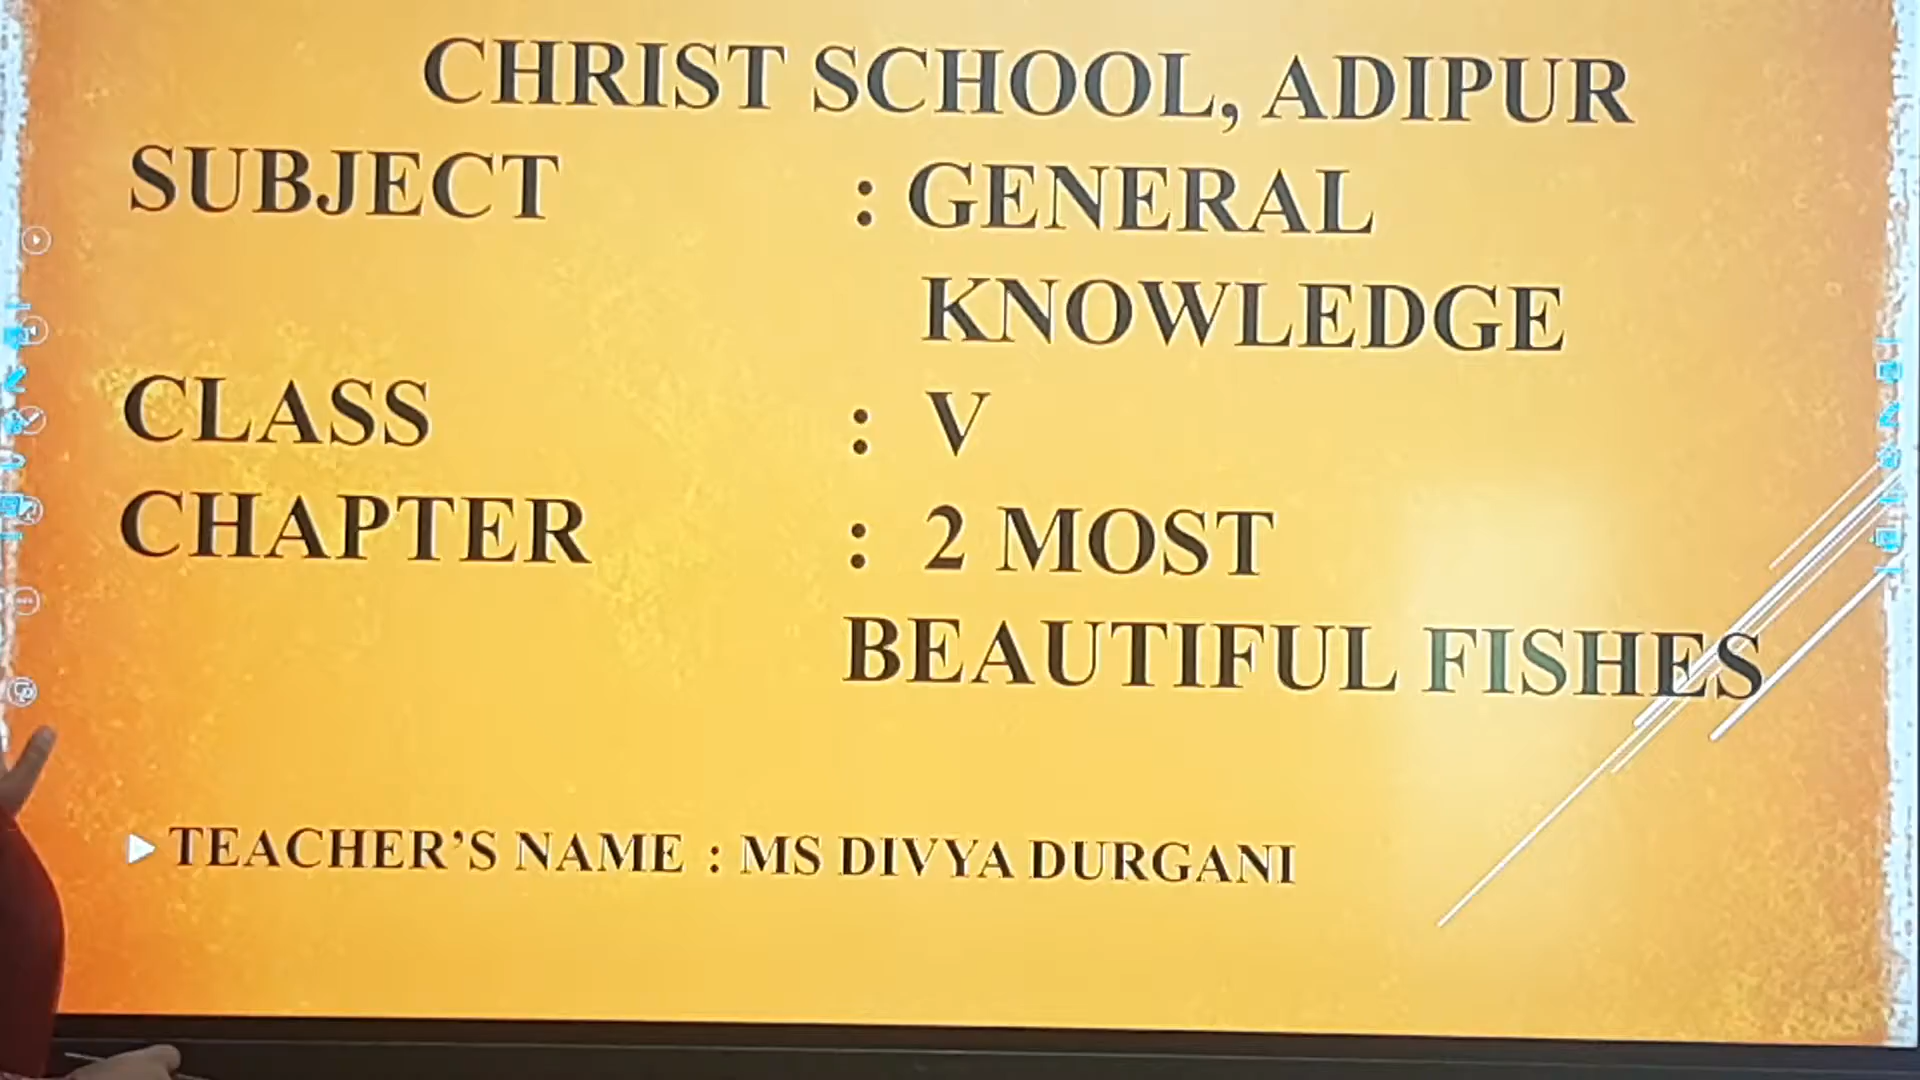 CHRIST SCHOOL, ADIPUR
SUBJECT : GENERAL
KNOWLEDGE
CLASS : V
CHAPTER : 2 MOST
BEAUTIFUL FISHES
TEACHER’S NAME : MS DIVYA DURGANI